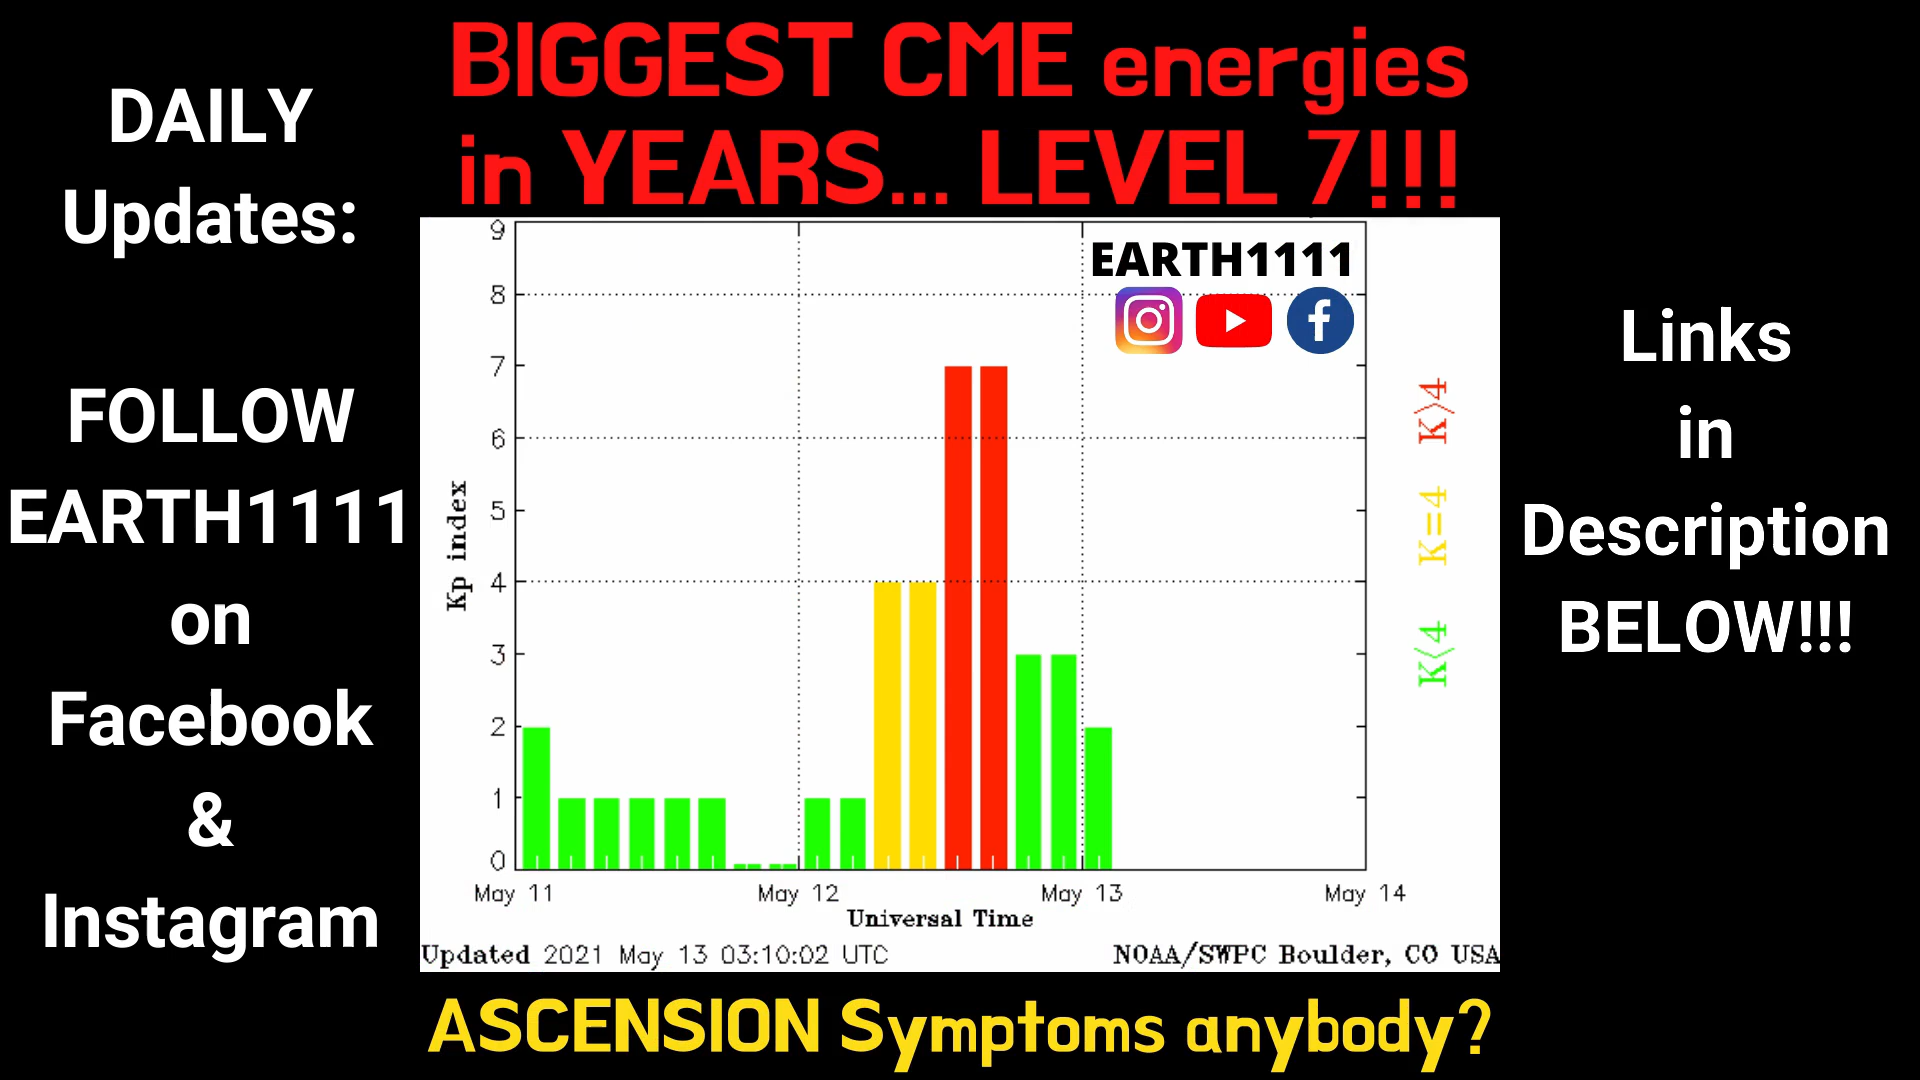 BIGGEST CME energies
in YEARS... LEVEL 7!!!
DAILY
Updates:
FOLLOW
EARTH1111
on
Facebook
&
Instagram
EARTH1111
9
8
7
6
5
4
3
2
1
0
Kp index
May 11
May 12
May 13
May 14
Universal Time
Updated 2021 May 13 03:10:02 UTC
NOAA/SWPC Boulder, CO USA
K>4
K=4
K<4
Links
in
Description
BELOW!!!
ASCENSION Symptoms anybody?